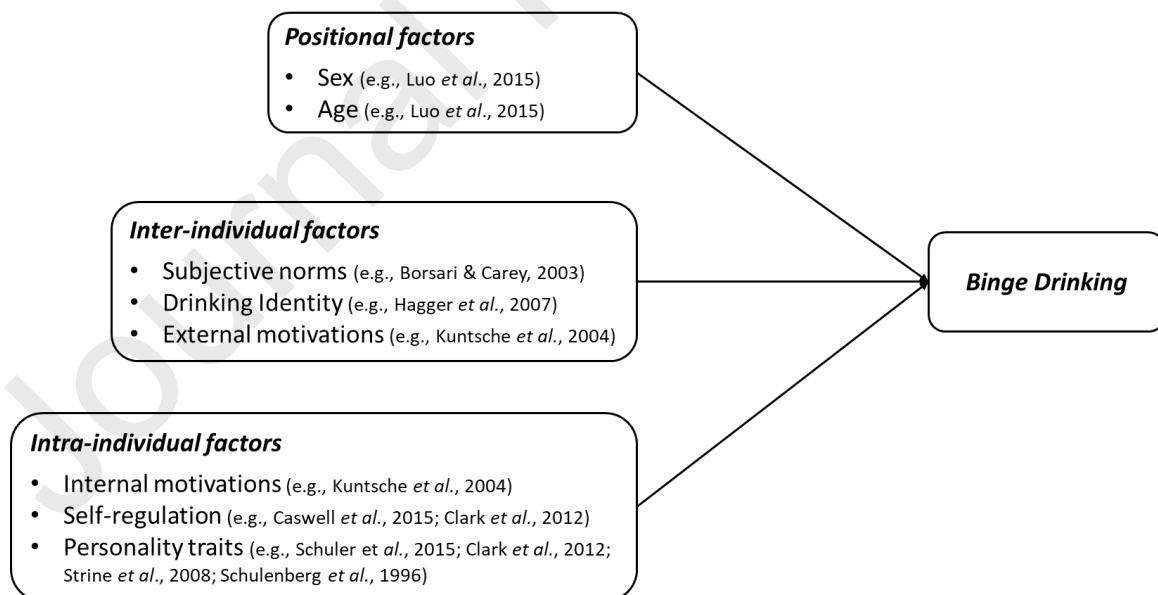 Journal
Positional factors
• Sex (e.g., Luo et al., 2015)
• Age (e.g., Luo et al., 2015)
Inter-individual factors
• Subjective norms (e.g., Borsari & Carey, 2003)
• Drinking Identity (e.g., Hagger et al., 2007)
• External motivations (e.g., Kuntsche et al., 2004)
Binge Drinking
Intra-individual factors
• Internal motivations (e.g., Kuntsche et al., 2004)
• Self-regulation (e.g., Caswell et al., 2015; Clark et al., 2012)
• Personality traits (e.g., Schuler et al., 2015; Clark et al., 2012;
Strine et al., 2008; Schulenberg et al., 1996)